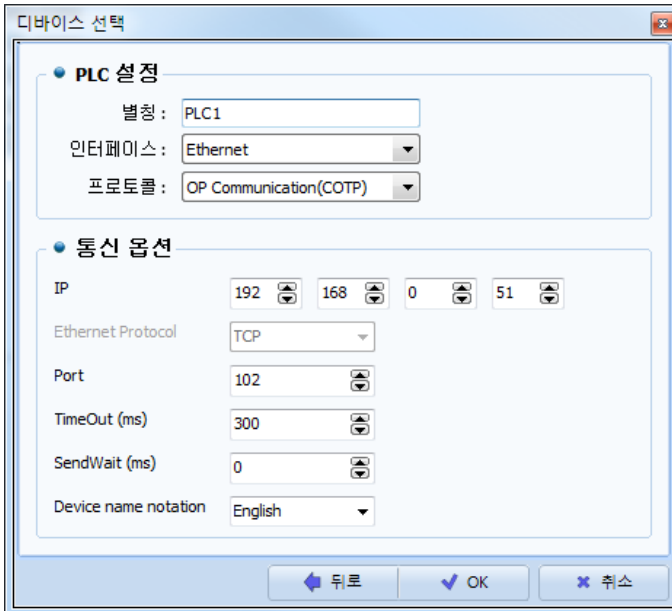 디바이스 선택
PLC 설정
별칭 : PLC1
인터페이스 : Ethernet
프로토콜 : OP Communication(COTP)
통신 옵션
IP 192 168 0 51
Ethernet Protocol TCP
Port 102
TimeOut (ms) 300
SendWait (ms) 0
Device name notation English
뒤로 OK 취소